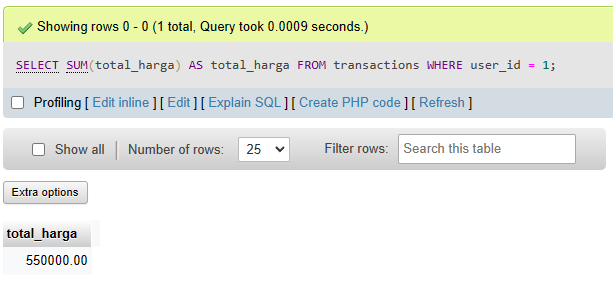 Showing rows 0 - 0 (1 total, Query took 0.0009 seconds.)
SELECT SUM(total_harga) AS total_harga FROM transactions WHERE user_id = 1;
Profiling [ Edit inline ] [ Edit ] [ Explain SQL ] [ Create PHP code ] [ Refresh ]
Show all Number of rows: 25 Filter rows: Search this table
Extra options
total_harga
550000.00